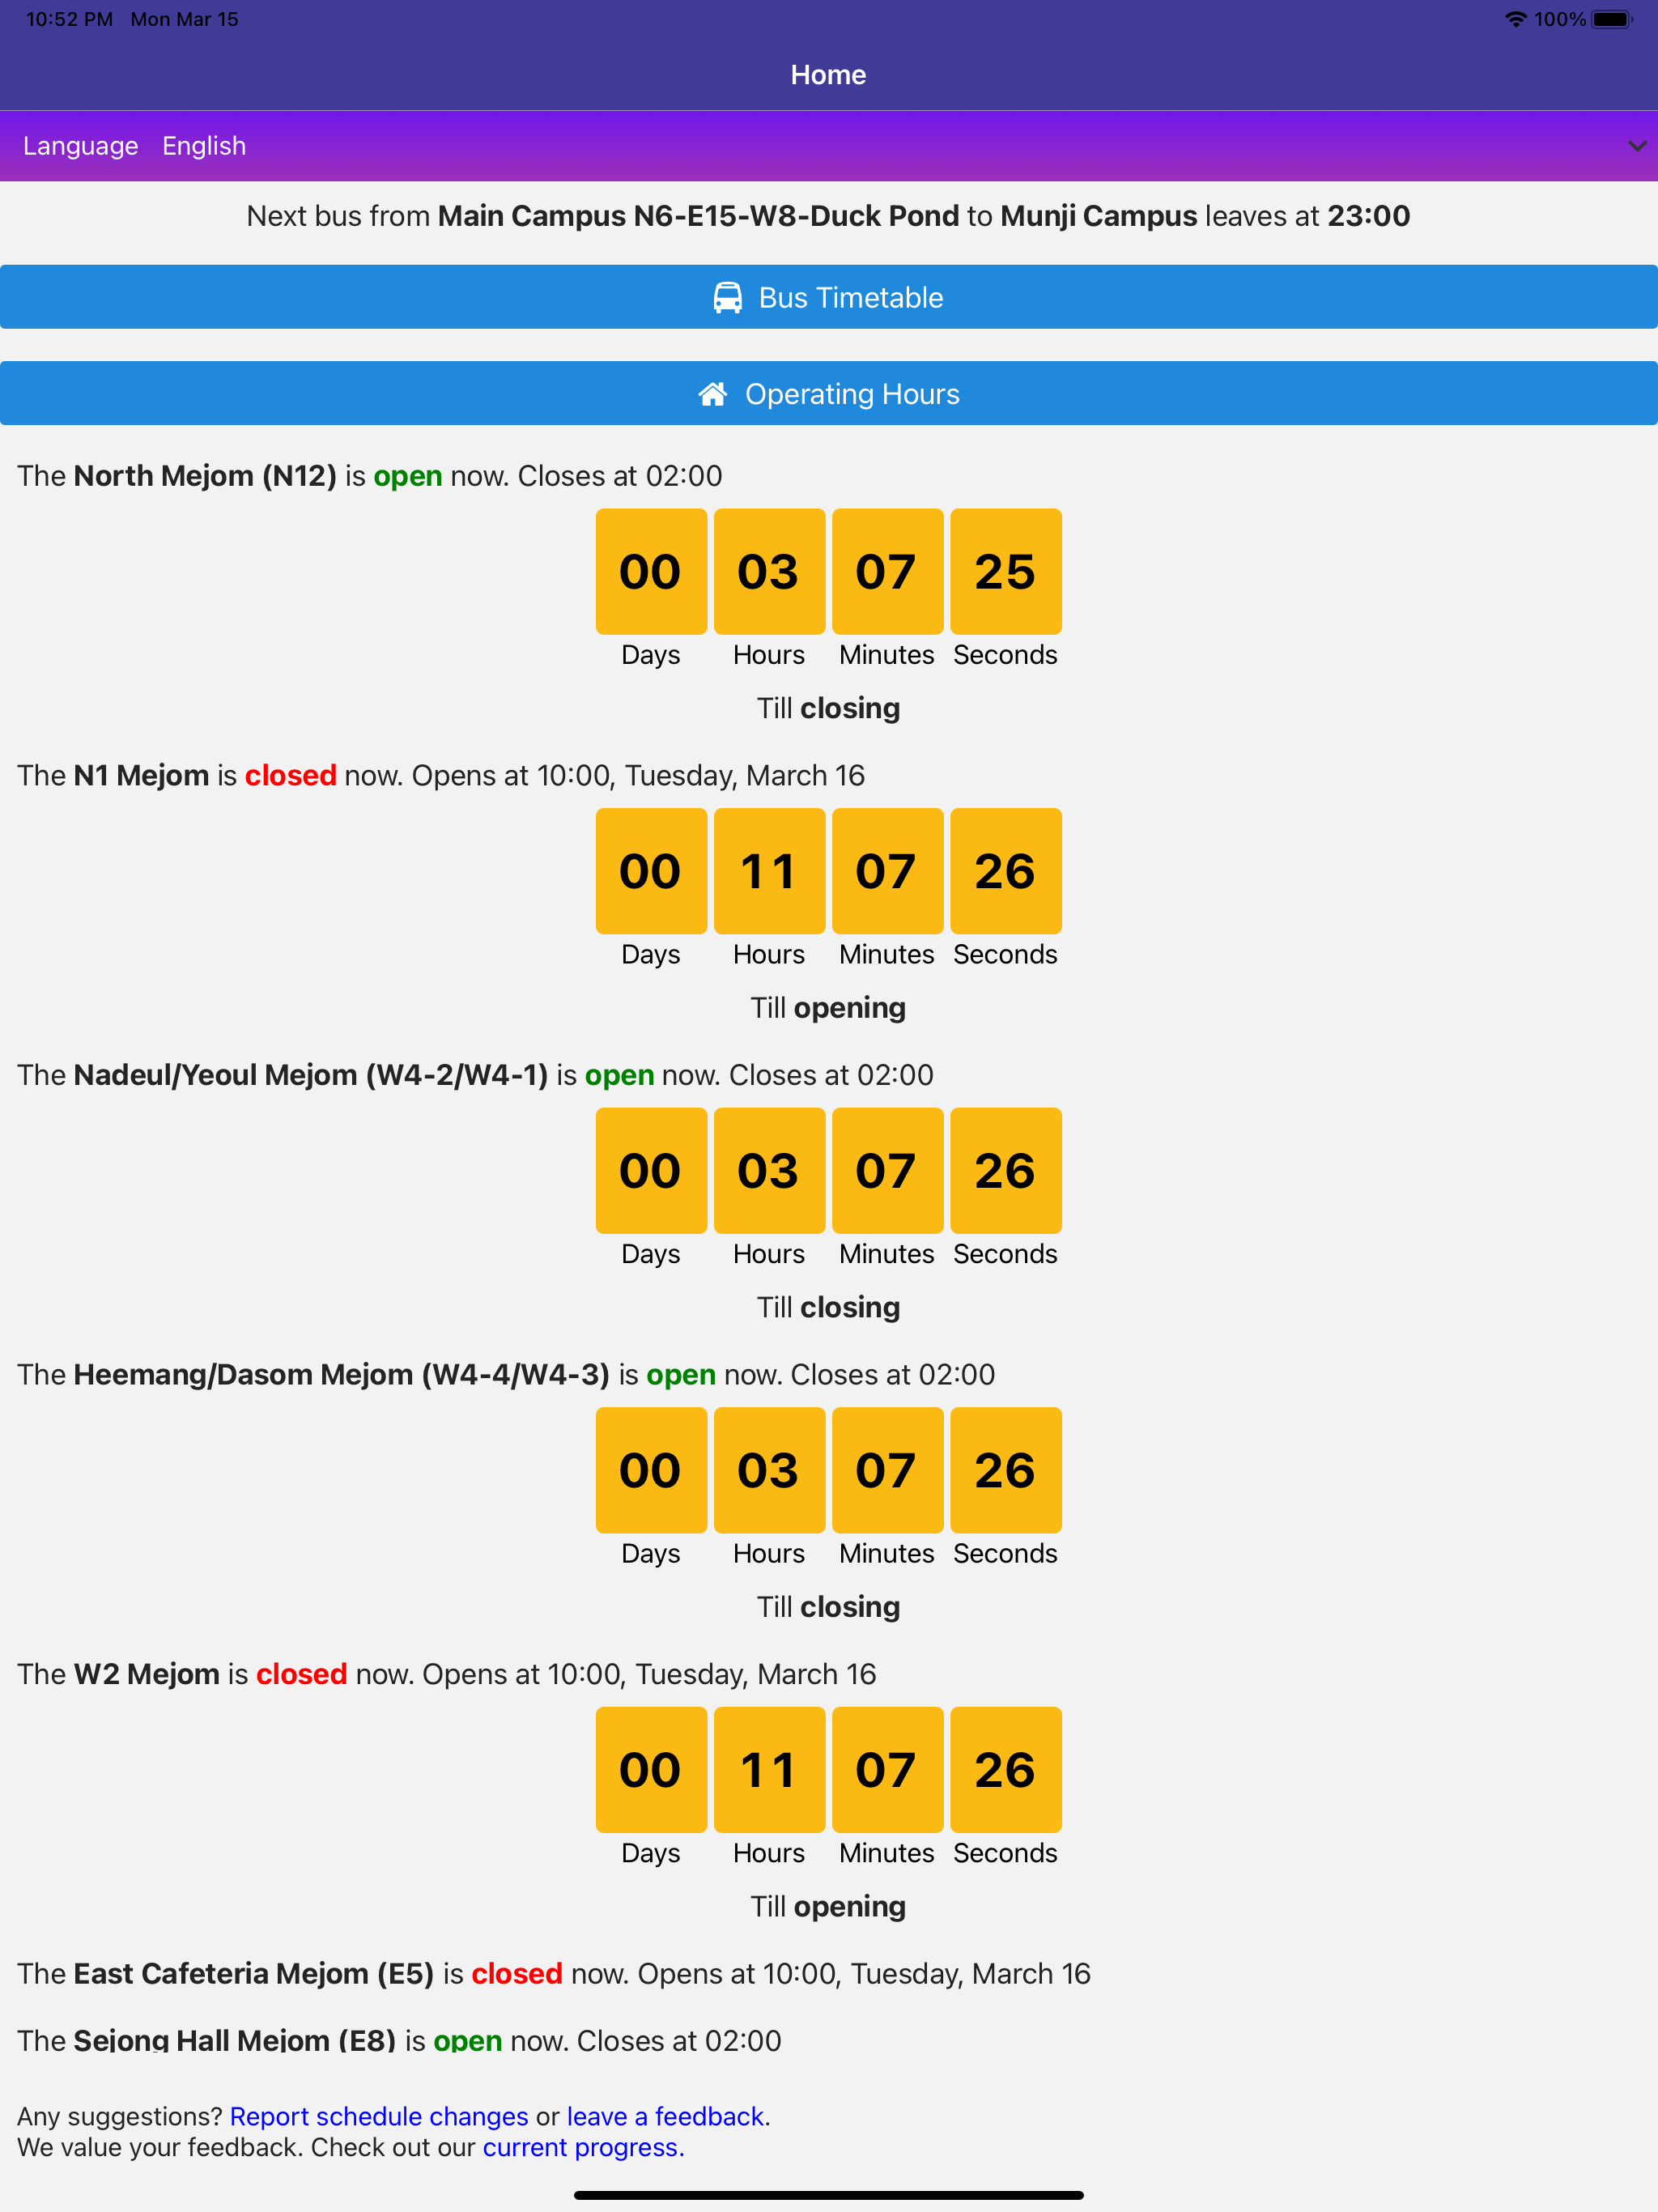 10:52 PM Mon Mar 15 100%
Home
Language English
Next bus from Main Campus N6-E15-W8-Duck Pond to Munji Campus leaves at 23:00
Bus Timetable
Operating Hours
The North Mejom (N12) is open now. Closes at 02:00
00 03 07 25
Days Hours Minutes Seconds
Till closing
The N1 Mejom is closed now. Opens at 10:00, Tuesday, March 16
00 11 07 26
Days Hours Minutes Seconds
Till opening
The Nadeul/Yeoul Mejom (W4-2/W4-1) is open now. Closes at 02:00
00 03 07 26
Days Hours Minutes Seconds
Till closing
The Heemang/Dasom Mejom (W4-4/W4-3) is open now. Closes at 02:00
00 03 07 26
Days Hours Minutes Seconds
Till closing
The W2 Mejom is closed now. Opens at 10:00, Tuesday, March 16
00 11 07 26
Days Hours Minutes Seconds
Till opening
The East Cafeteria Mejom (E5) is closed now. Opens at 10:00, Tuesday, March 16
The Sejong Hall Mejom (E8) is open now. Closes at 02:00
Any suggestions? Report schedule changes or leave a feedback.
We value your feedback. Check out our current progress.